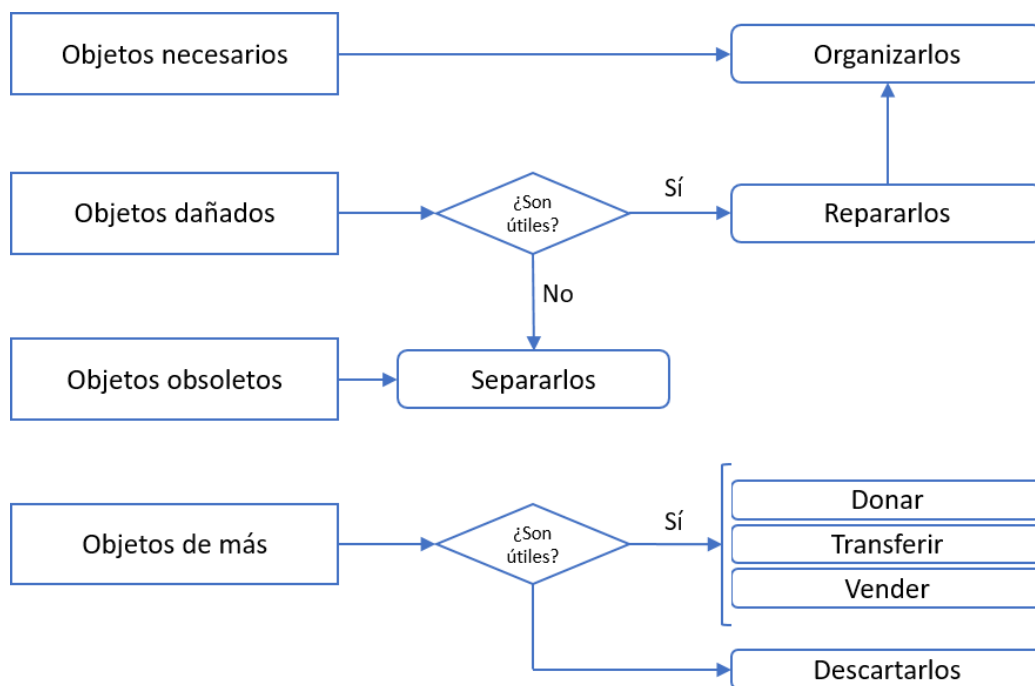 Objetos necesarios
Organizarlos
Objetos dañados
¿Son
útiles?
Sí
Repararlos
No
Objetos obsoletos
Separarlos
Objetos de más
¿Son
útiles?
Sí
Donar
Transferir
Vender
Descartarlos